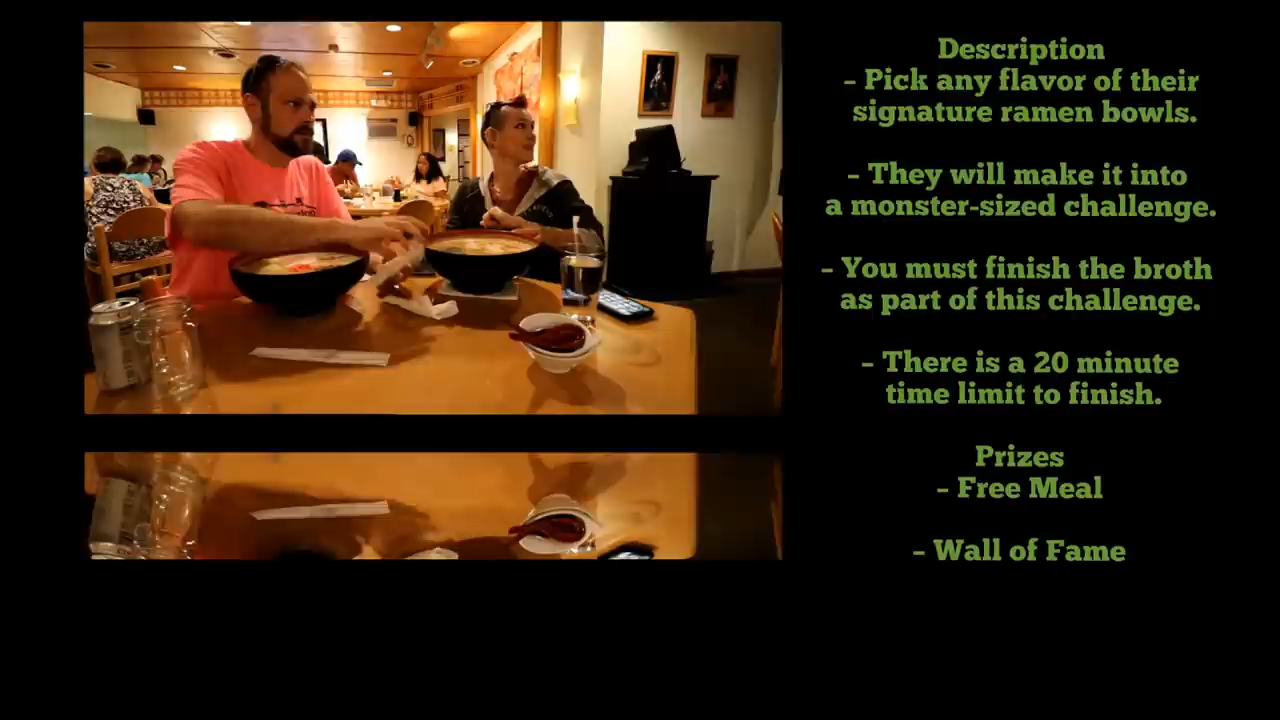 Description
- Pick any flavor of their
signature ramen bowls.
- They will make it into
a monster-sized challenge.
- You must finish the broth
as part of this challenge.
- There is a 20 minute
time limit to finish.
Prizes
- Free Meal
- Wall of Fame